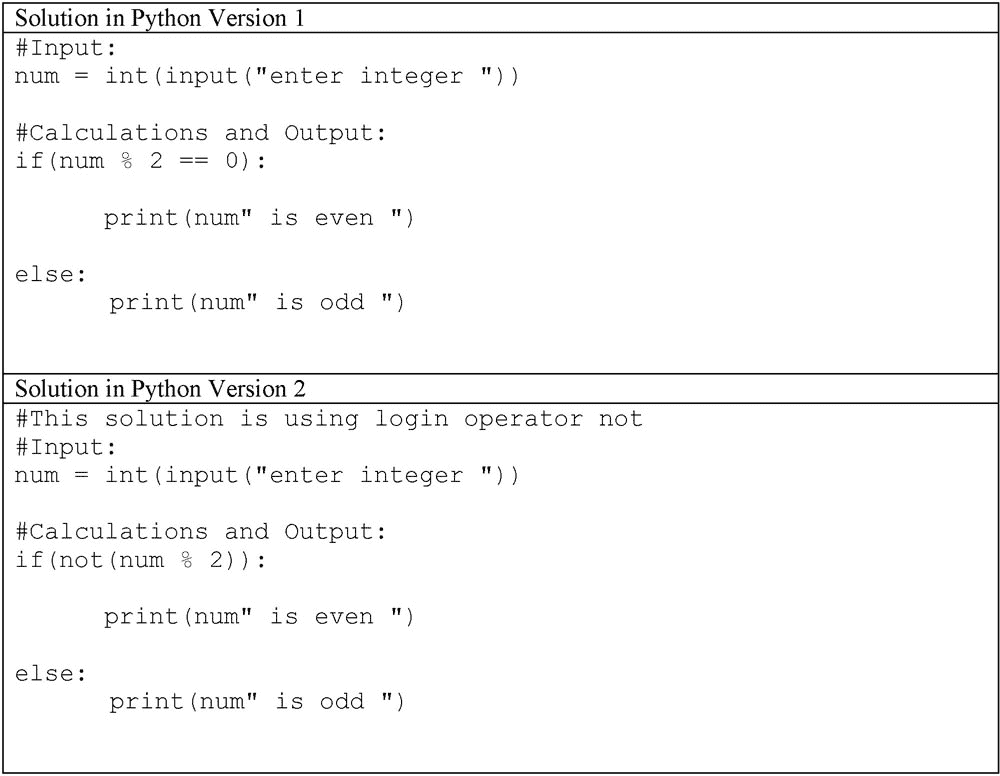 Solution in Python Version 1
#Input:
num = int(input("enter integer "))
#Calculations and Output:
if(num % 2 == 0):
print(num" is even ")
else:
print(num" is odd ")
Solution in Python Version 2
#This solution is using login operator not
#Input:
num = int(input("enter integer "))
#Calculations and Output:
if(not(num % 2)):
print(num" is even ")
else:
print(num" is odd ")